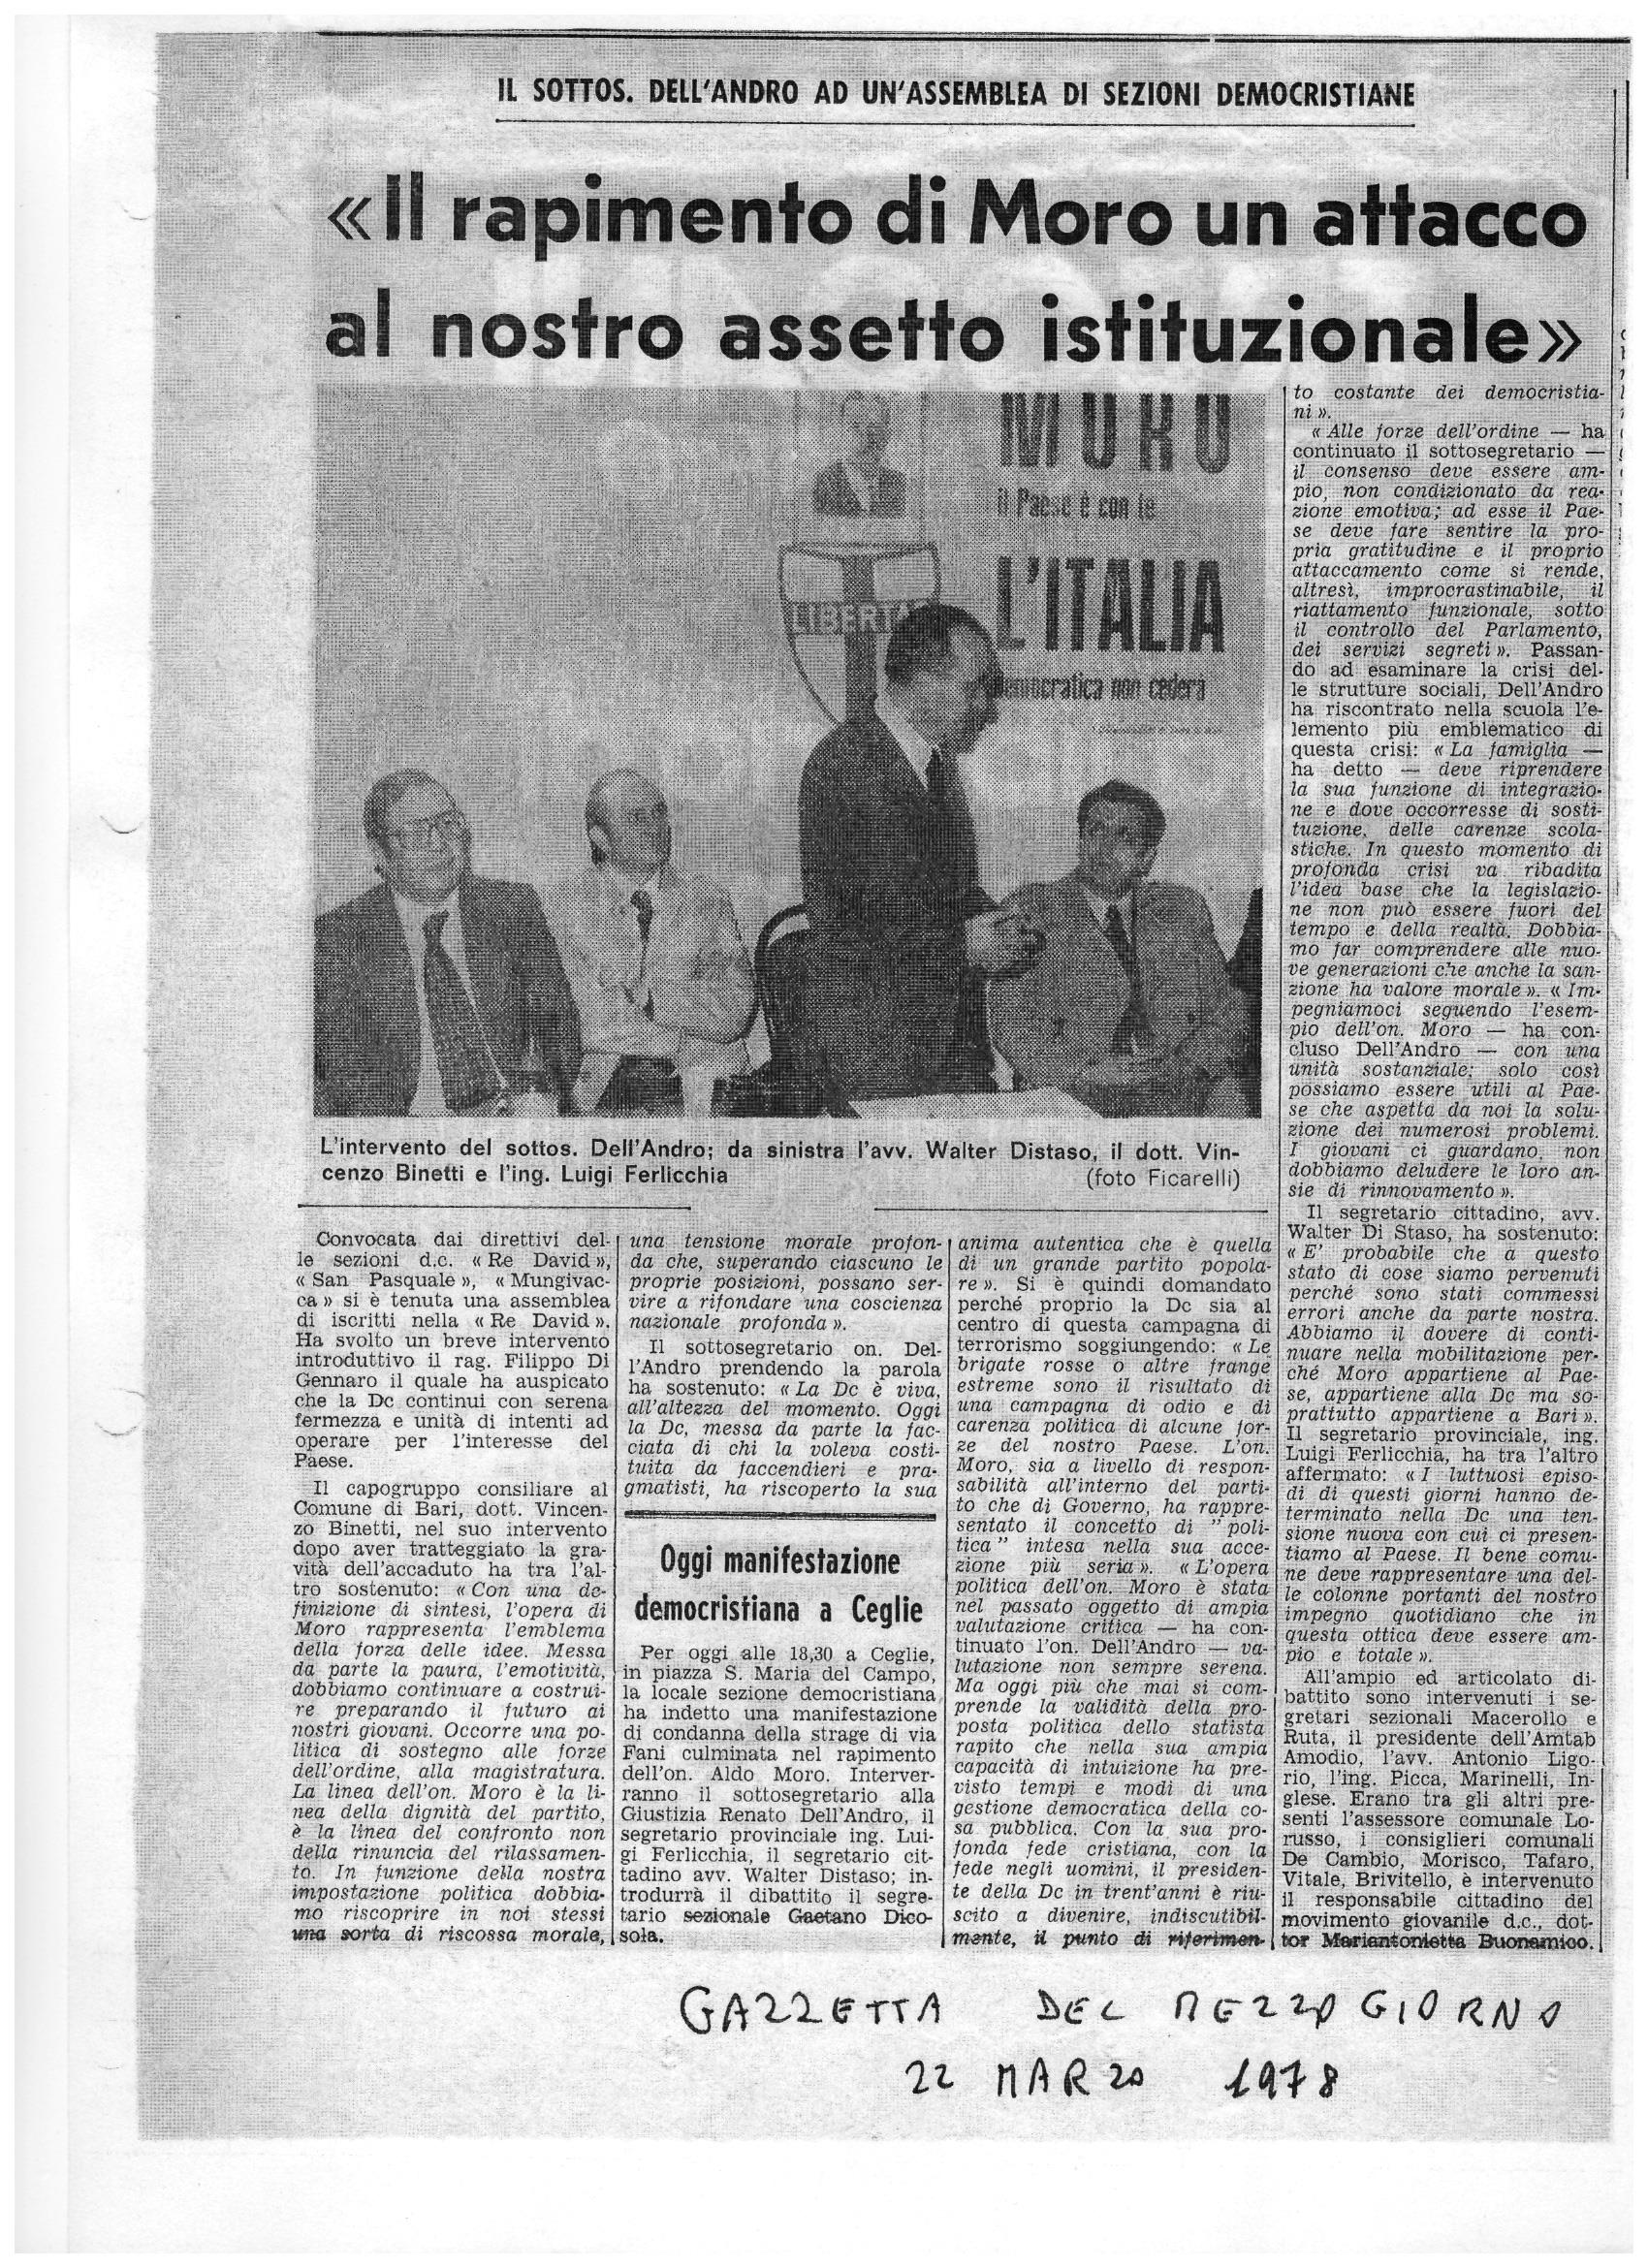 IL SOTTOS. DELL'ANDRO AD UN'ASSEMBLEA DI SEZIONI DEMOCRISTIANE
«Il rapimento di Moro un attacco
al nostro assetto istituzionale»
MORO
il Paese è con te
L'ITALIA
democratica non cederà
LIBERTA
L'intervento del sottos. Dell'Andro; da sinistra l'avv. Walter Distaso, il dott. Vin-
cenzo Binetti e l'ing. Luigi Ferlicchia (foto Ficarelli)
Convocata dai direttivi del-
le sezioni d.c. « Re David »,
« San Pasquale », « Mungivac-
ca » si è tenuta una assemblea
di iscritti nella « Re David ».
Ha svolto un breve intervento
introduttivo il rag. Filippo Di
Gennaro il quale ha auspicato
che la Dc continui con serena
fermezza e unità di intenti ad
operare per l'interesse del
Paese.
Il capogruppo consiliare al
Comune di Bari, dott. Vincen-
zo Binetti, nel suo intervento
dopo aver tratteggiato la gra-
vità dell'accaduto ha tra l'al-
tro sostenuto: « Con una de-
finizione di sintesi, l'opera di
Moro rappresenta l'emblema
della forza delle idee. Messa
da parte la paura, l'emotività,
dobbiamo continuare a costrui-
re preparando il futuro ai
nostri giovani. Occorre una po-
litica di sostegno alle forze
dell'ordine, alla magistratura.
La linea dell'on. Moro è la li-
nea della dignità del partito,
è la linea del confronto non
della rinuncia del rilassamen-
to. In funzione della nostra
impostazione politica dobbia-
mo riscoprire in noi stessi
una sorta di riscossa morale,
una tensione morale profon-
da che, superando ciascuno le
proprie posizioni, possano ser-
vire a rifondare una coscienza
nazionale profonda ».
Il sottosegretario on. Del-
l'Andro prendendo la parola
ha sostenuto: « La Dc è viva,
all'altezza del momento. Oggi
la Dc, messa da parte la fac-
ciata di chi la voleva costi-
tuita da faccendieri e pra-
gmatisti, ha riscoperto la sua
Oggi manifestazione
democristiana a Ceglie
Per oggi alle 18,30 a Ceglie,
in piazza S. Maria del Campo,
la locale sezione democristiana
ha indetto una manifestazione
di condanna della strage di via
Fani culminata nel rapimento
dell'on. Aldo Moro. Interver-
ranno il sottosegretario alla
Giustizia Renato Dell'Andro, il
segretario provinciale ing. Lui-
gi Ferlicchia, il segretario cit-
tadino avv. Walter Distaso; in-
trodurrà il dibattito il segre-
tario sezionale Gaetano Dico-
sola.
anima autentica che è quella
di un grande partito popola-
re ». Si è quindi domandato
perché proprio la Dc sia al
centro di questa campagna di
terrorismo soggiungendo: « Le
brigate rosse o altre frange
estreme sono il risultato di
una campagna di odio e di
carenza politica di alcune for-
ze del nostro Paese. L'on.
Moro, sia a livello di respon-
sabilità all'interno del parti-
to che di Governo, ha rappre-
sentato il concetto di "poli-
tica" intesa nella sua acce-
zione più seria ». « L'opera
politica dell'on. Moro è stata
nel passato oggetto di ampia
valutazione critica — ha con-
tinuato l'on. Dell'Andro — va-
lutazione non sempre serena.
Ma oggi più che mai si com-
prende la validità della pro-
posta politica dello statista
rapito che nella sua ampia
capacità di intuizione ha pre-
visto tempi e modi di una
gestione democratica della co-
sa pubblica. Con la sua pro-
fonda fede cristiana, con la
fede negli uomini, il presiden-
te della Dc in trent'anni è riu-
scito a divenire, indiscutibil-
mente, il punto di riferimen-
to costante dei democristia-
ni ».
« Alle forze dell'ordine — ha
continuato il sottosegretario —
il consenso deve essere am-
pio, non condizionato da rea-
zione emotiva; ad esse il Pae-
se deve fare sentire la pro-
pria gratitudine e il proprio
attaccamento come si rende,
altresì, improcrastinabile, il
riattamento funzionale, sotto
il controllo del Parlamento,
dei servizi segreti ». Passan-
do ad esaminare la crisi del-
le strutture sociali, Dell'Andro
ha riscontrato nella scuola l'e-
lemento più emblematico di
questa crisi: « La famiglia —
ha detto — deve riprendere
la sua funzione di integrazio-
ne e dove occorresse di sosti-
tuzione, delle carenze scola-
stiche. In questo momento di
profonda crisi va ribadita
l'idea base che la legislazio-
ne non può essere fuori del
tempo e della realtà. Dobbia-
mo far comprendere alle nuo-
ve generazioni che anche la san-
zione ha valore morale ». « Im-
pegniamoci seguendo l'esem-
pio dell'on. Moro — ha con-
cluso Dell'Andro — con una
unità sostanziale; solo così
possiamo essere utili al Pae-
se che aspetta da noi la solu-
zione dei numerosi problemi.
I giovani ci guardano, non
dobbiamo deludere le loro an-
sie di rinnovamento ».
Il segretario cittadino, avv.
Walter Di Staso, ha sostenuto:
« E' probabile che a questo
stato di cose siamo pervenuti
perché sono stati commessi
errori anche da parte nostra.
Abbiamo il dovere di conti-
nuare nella mobilitazione per-
ché Moro appartiene al Pae-
se, appartiene alla Dc ma so-
prattutto appartiene a Bari ».
Il segretario provinciale, ing.
Luigi Ferlicchia, ha tra l'altro
affermato: « I luttuosi episo-
di di questi giorni hanno de-
terminato nella Dc una ten-
sione nuova con cui ci presen-
tiamo al Paese. Il bene comu-
ne deve rappresentare una del-
le colonne portanti del nostro
impegno quotidiano che in
questa ottica deve essere am-
pio e totale ».
All'ampio ed articolato di-
battito sono intervenuti i se-
gretari sezionali Macerollo e
Ruta, il presidente dell'Amtab
Amodio, l'avv. Antonio Ligo-
rio, l'ing. Picca, Marinelli, In-
glese. Erano tra gli altri pre-
senti l'assessore comunale Lo-
russo, i consiglieri comunali
De Cambio, Morisco, Tafaro,
Vitale, Brivitello, è intervenuto
il responsabile cittadino del
movimento giovanile d.c., dot-
tor Mariantonietta Buonamico.
GAZZETTA DEL MEZZOGIORNO
22 MARZO 1978